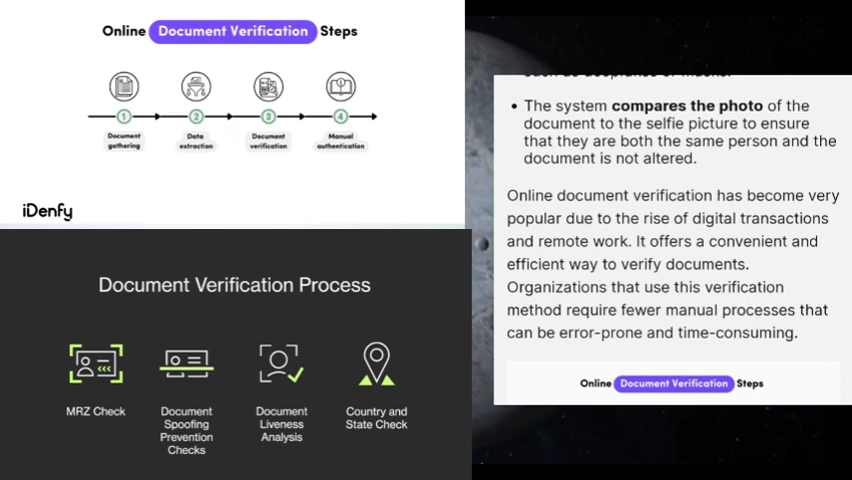 Online Document Verification Steps
1 2 3 4
Document gathering
Data extraction
Document verification
Manual authentication
iDenfy
Document Verification Process
MRZ Check
Document
Spoofing
Prevention
Checks
Document
Liveness
Analysis
Country and
State Check
• The system compares the photo of the
document to the selfie picture to ensure
that they are both the same person and the
document is not altered.
Online document verification has become very
popular due to the rise of digital transactions
and remote work. It offers a convenient and
efficient way to verify documents.
Organizations that use this verification
method require fewer manual processes that
can be error-prone and time-consuming.
Online Document Verification Steps